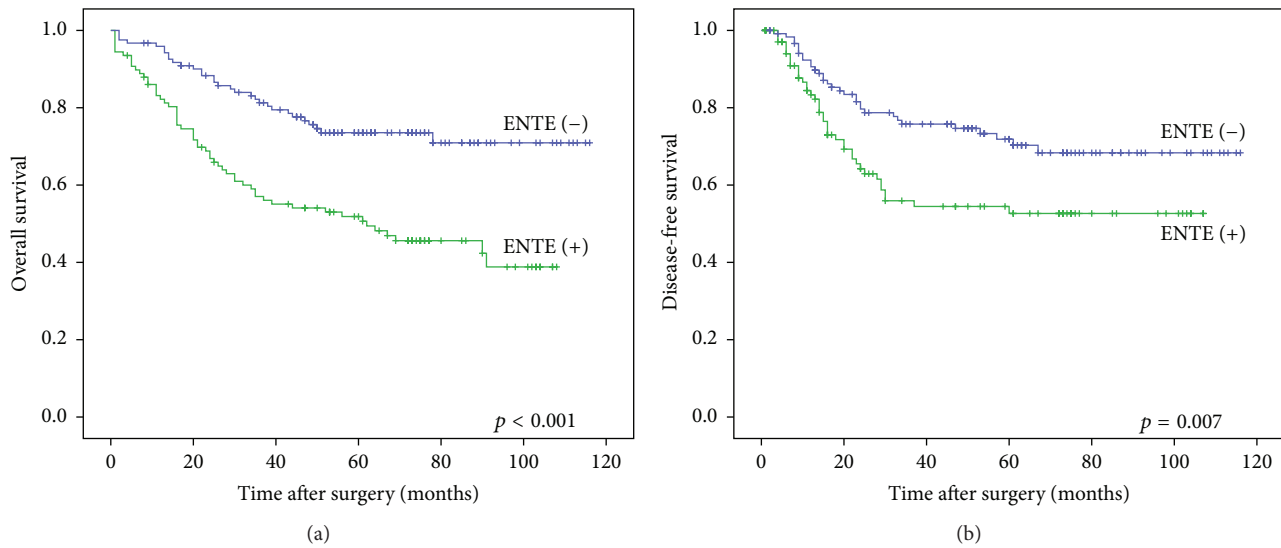 1.0
0.8
0.6
0.4
0.2
0.0
Overall survival
ENTE (−)
ENTE (+)
p < 0.001
0 20 40 60 80 100 120
Time after surgery (months)
(a)
1.0
0.8
0.6
0.4
0.2
0.0
Disease-free survival
ENTE (−)
ENTE (+)
p = 0.007
0 20 40 60 80 100 120
Time after surgery (months)
(b)